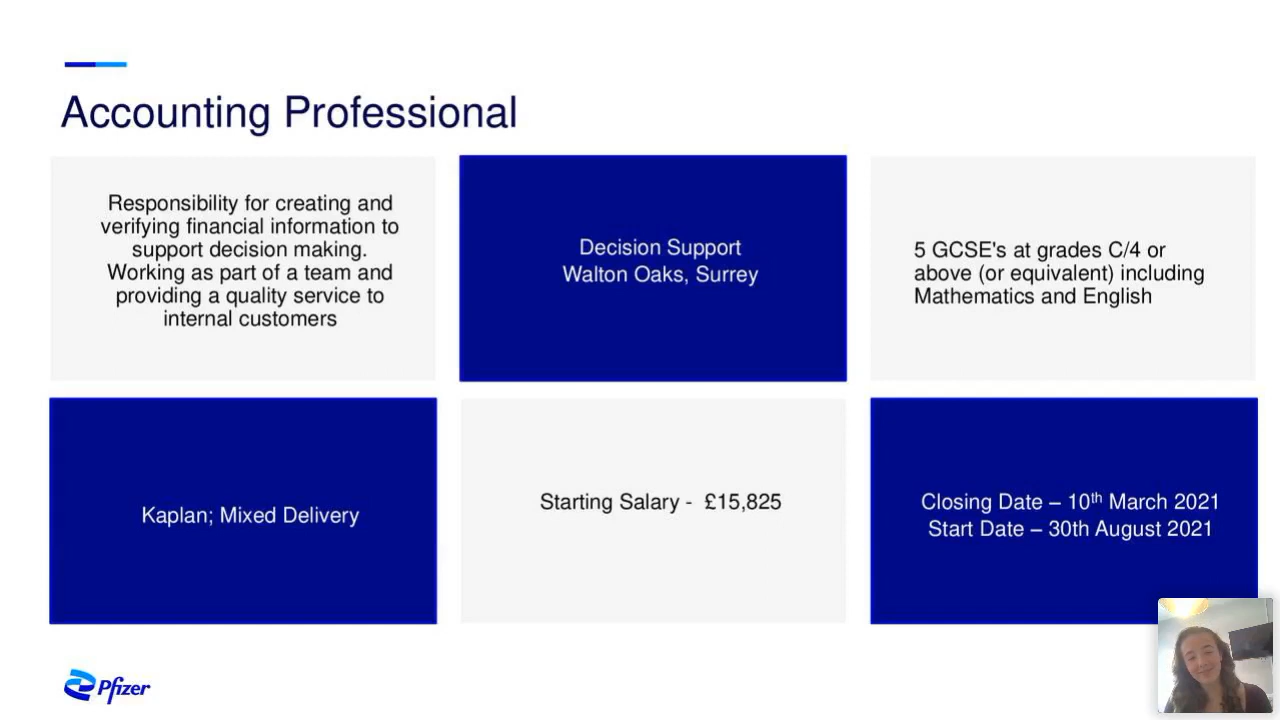 Accounting Professional
Responsibility for creating and
verifying financial information to
support decision making.
Working as part of a team and
providing a quality service to
internal customers
Decision Support
Walton Oaks, Surrey
5 GCSE's at grades C/4 or
above (or equivalent) including
Mathematics and English
Kaplan; Mixed Delivery
Starting Salary - £15,825
Closing Date – 10th March 2021
Start Date – 30th August 2021
Pfizer